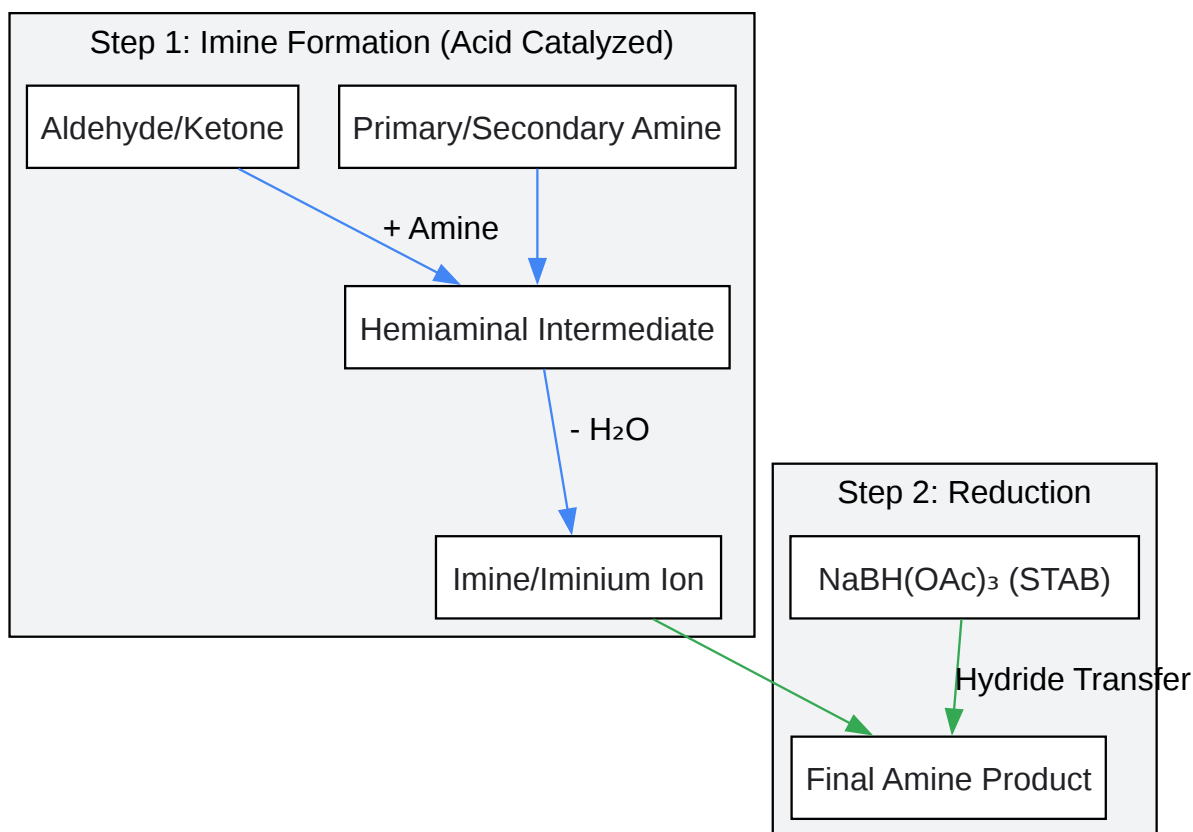 Step 1: Imine Formation (Acid Catalyzed)
Aldehyde/Ketone
Primary/Secondary Amine
+ Amine
Hemiaminal Intermediate
- H₂O
Imine/Iminium Ion
Step 2: Reduction
NaBH(OAc)₃ (STAB)
Hydride Transfer
Final Amine Product